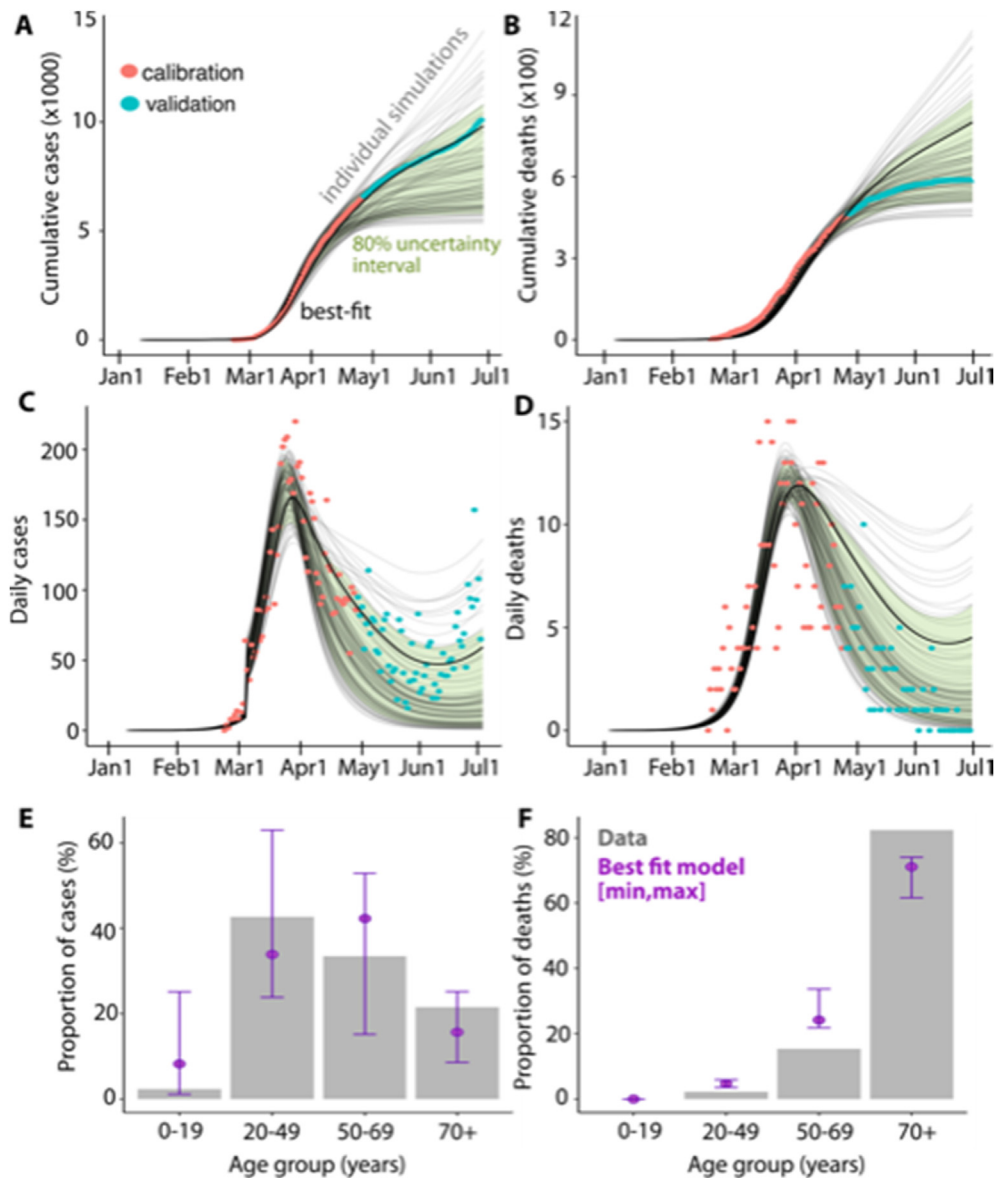 A
Cumulative cases (x1000)
15
10
5
0
calibration
validation
individual simulations
80% uncertainty
interval
best-fit
Jan1 Feb1 Mar1 Apr1 May1 Jun1 Jul1
B
Cumulative deaths (x100)
12
9
6
3
0
Jan1 Feb1 Mar1 Apr1 May1 Jun1 Jul1
C
Daily cases
200
150
100
50
0
Jan1 Feb1 Mar1 Apr1 May1 Jun1 Jul1
D
Daily deaths
15
10
5
0
Jan1 Feb1 Mar1 Apr1 May1 Jun1 Jul1
E
Proportion of cases (%)
60
40
20
0
0-19 20-49 50-69 70+
Age group (years)
F
Proportion of deaths (%)
80
60
40
20
0
Data
Best fit model
[min,max]
0-19 20-49 50-69 70+
Age group (years)